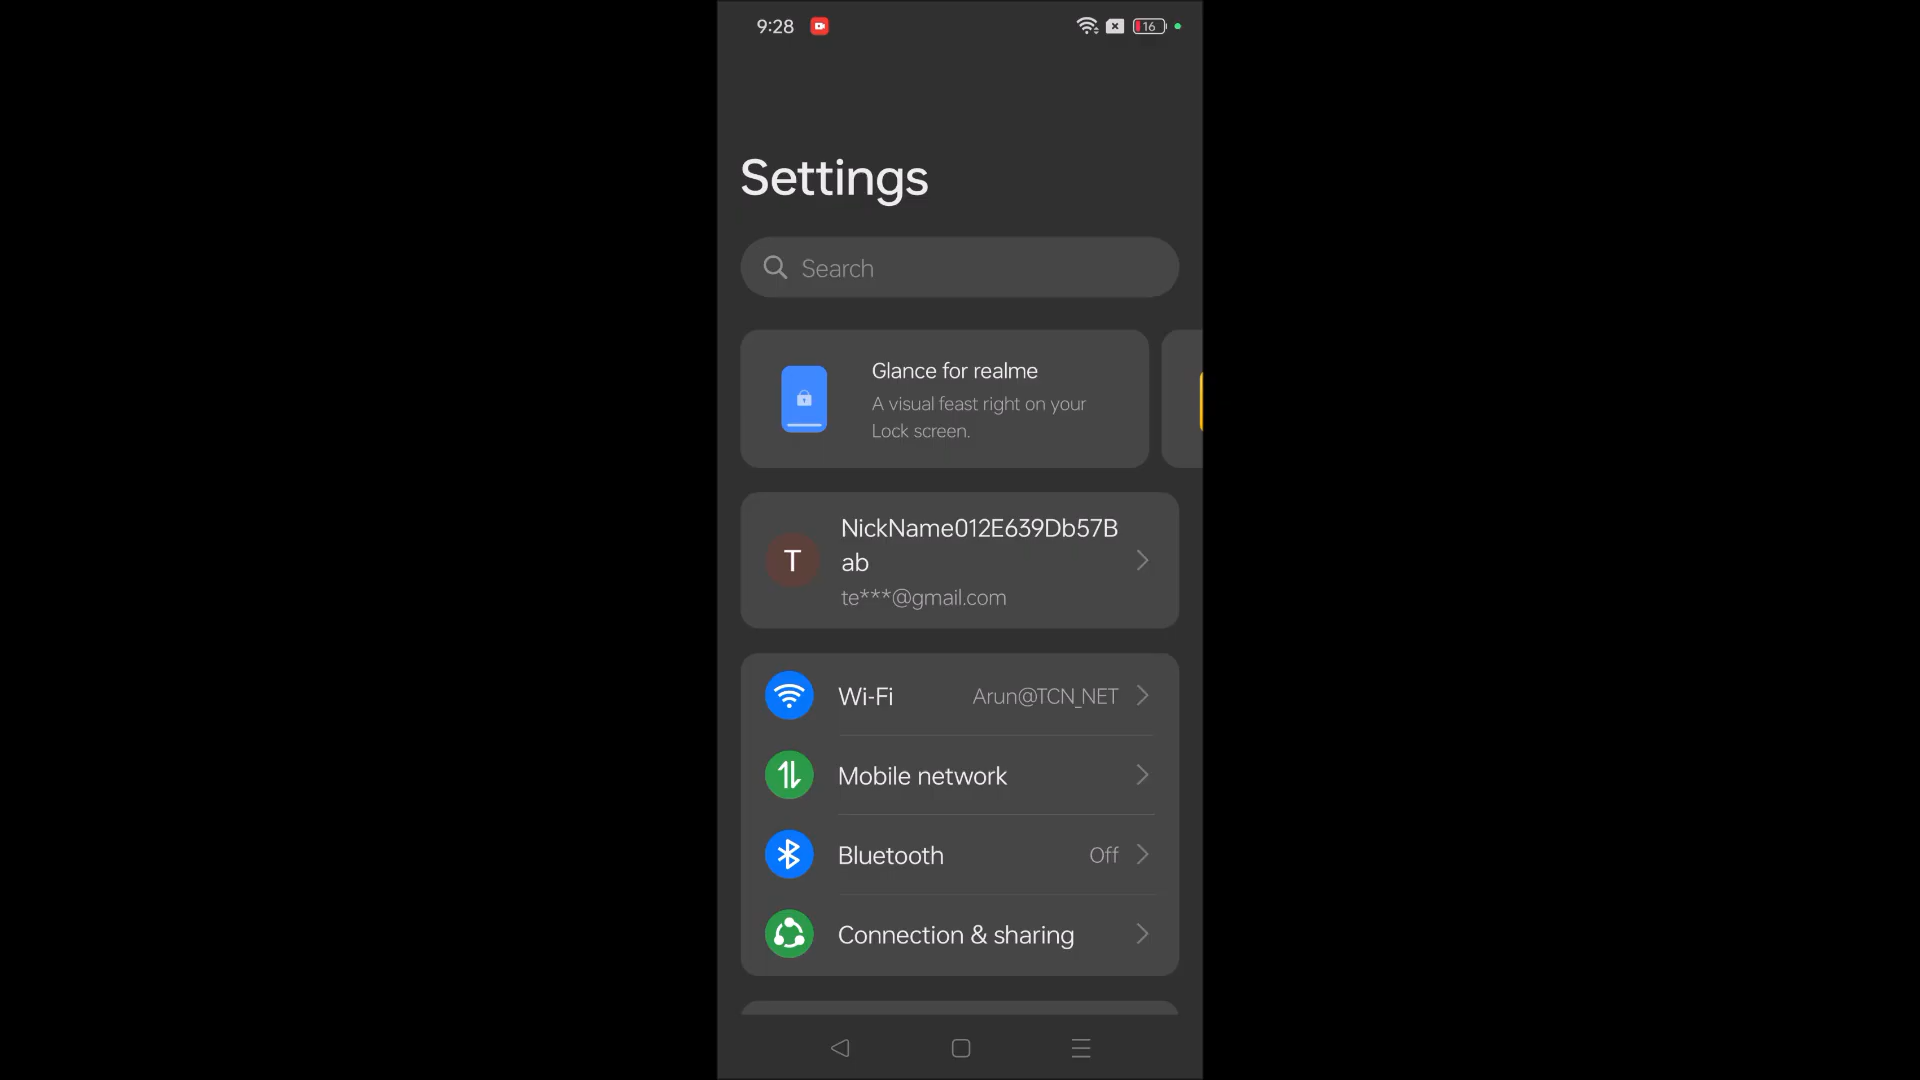 9:28
16
Settings
Search
Glance for realme
A visual feast right on your
Lock screen.
T
NickName012E639Db57B
ab
te***@gmail.com
Wi-Fi Arun@TCN_NET
Mobile network
Bluetooth Off
Connection & sharing